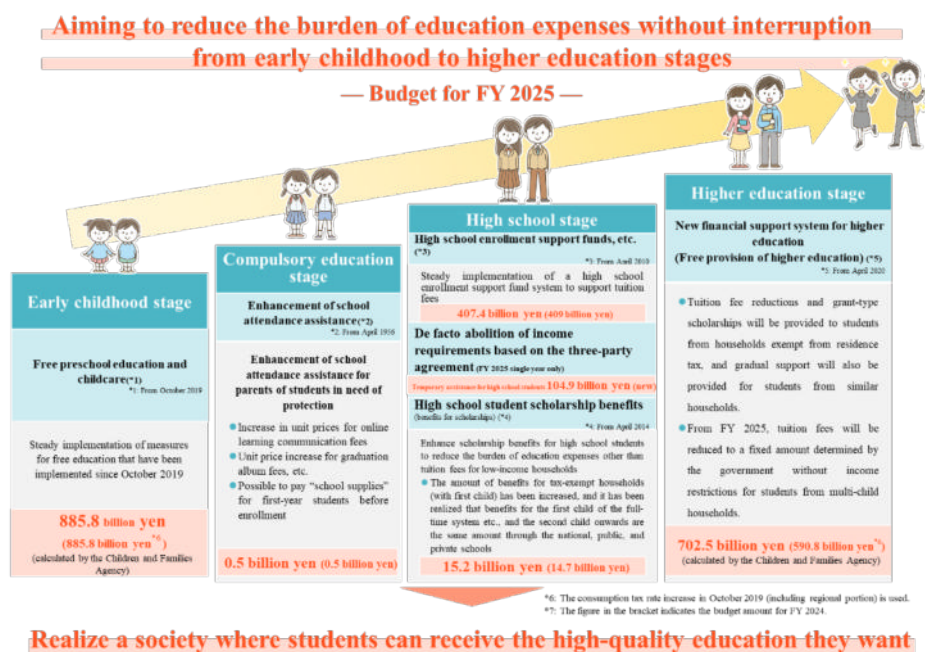 Aiming to reduce the burden of education expenses without interruption
from early childhood to higher education stages
— Budget for FY 2025 —
Early childhood stage
Free preschool education and
childcare(*1)
*1: From October 2019
Steady implementation of measures
for free education that have been
implemented since October 2019
885.8 billion yen
(885.8 billion yen*6)
(calculated by the Children and Families
Agency)
Compulsory education
stage
Enhancement of school
attendance assistance(*2)
*2: From April 1956
Enhancement of school
attendance assistance for
parents of students in need of
protection
● Increase in unit prices for online
learning communication fees
● Unit price increase for graduation
album fees, etc.
● Possible to pay “school supplies”
for first-year students before
enrollment
0.5 billion yen (0.5 billion yen)
High school stage
High school enrollment support funds, etc.
(*3)
*3: From April 2010
Steady implementation of a high school
enrollment support fund system to support tuition
fees
407.4 billion yen (409 billion yen)
De facto abolition of income
requirements based on the three-party
agreement (FY 2025 single year only)
Temporary assistance for high school students 104.9 billion yen (new)
High school student scholarship benefits
(benefits for scholarships) (*4)
*4: From April 2014
Enhance scholarship benefits for high school students
to reduce the burden of education expenses other than
tuition fees for low-income households
● The amount of benefits for tax-exempt households
(with first child) has been increased, and it has been
realized that benefits for the first child of the full-
time system etc., and the second child onwards are
the same amount through the national, public, and
private schools
15.2 billion yen (14.7 billion yen)
Higher education stage
New financial support system for higher
education
(Free provision of higher education) (*5)
*5: From April 2020
● Tuition fee reductions and grant-type
scholarships will be provided to students
from households exempt from residence
tax, and gradual support will also be
provided for students from similar
households.
● From FY 2025, tuition fees will be
reduced to a fixed amount determined by
the government without income
restrictions for students from multi-child
households.
702.5 billion yen (590.8 billion yen*6)
(calculated by the Children and Families Agency)
*6: The consumption tax rate increase in October 2019 (including regional portion) is used.
*7: The figure in the bracket indicates the budget amount for FY 2024.
Realize a society where students can receive the high-quality education they want